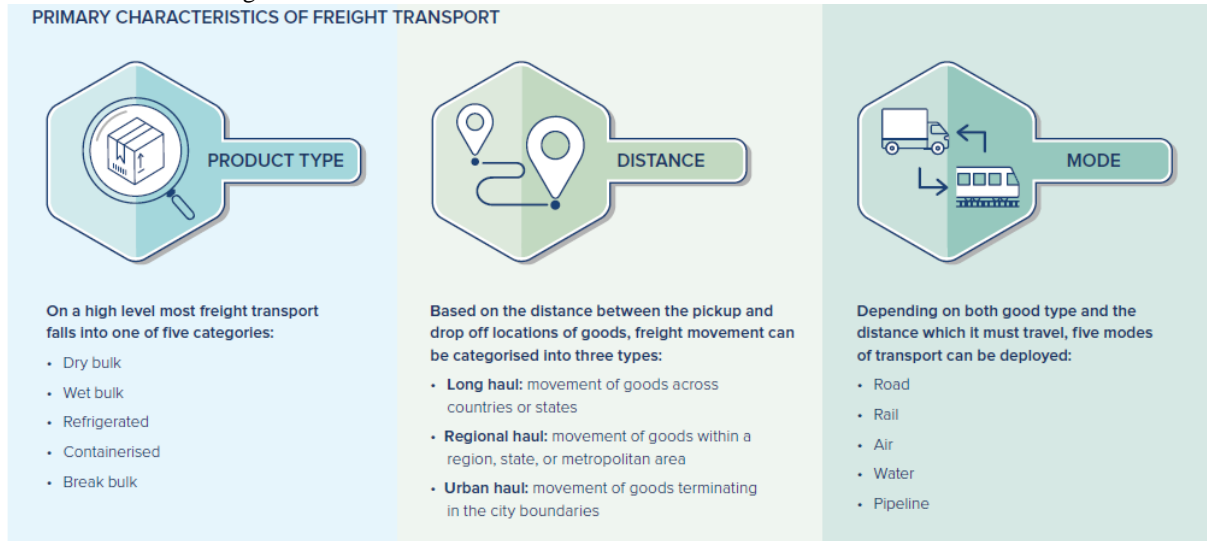 PRIMARY CHARACTERISTICS OF FREIGHT TRANSPORT
PRODUCT TYPE
On a high level most freight transport
falls into one of five categories:
• Dry bulk
• Wet bulk
• Refrigerated
• Containerised
• Break bulk
DISTANCE
Based on the distance between the pickup and
drop off locations of goods, freight movement can
be categorised into three types:
• Long haul: movement of goods across
countries or states
• Regional haul: movement of goods within a
region, state, or metropolitan area
• Urban haul: movement of goods terminating
in the city boundaries
MODE
Depending on both good type and the
distance which it must travel, five modes
of transport can be deployed:
• Road
• Rail
• Air
• Water
• Pipeline